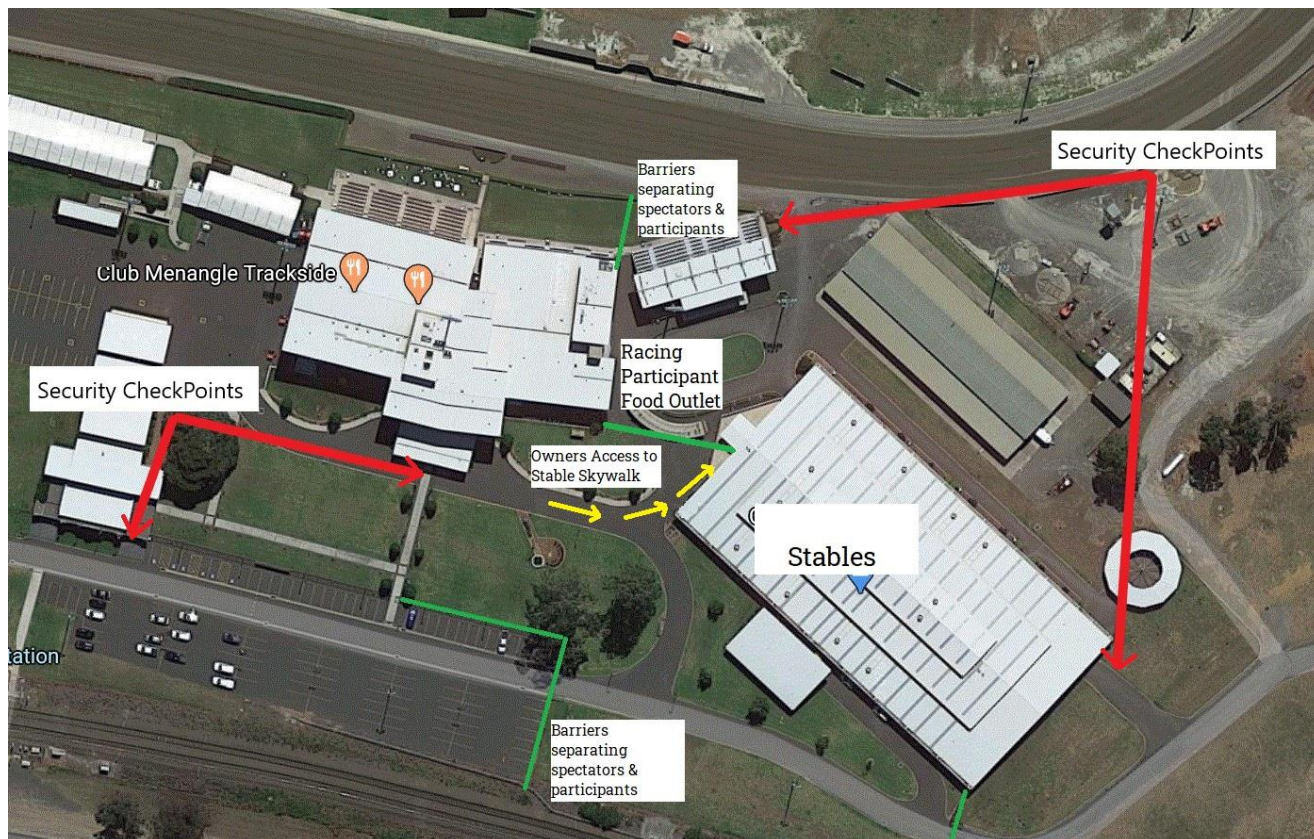 Security CheckPoints
Barriers
separating
spectators &
participants
Club Menangle Trackside
Racing
Participant
Food Outlet
Security CheckPoints
Owners Access to
Stable Skywalk
Stables
tation
Barriers
separating
spectators &
participants